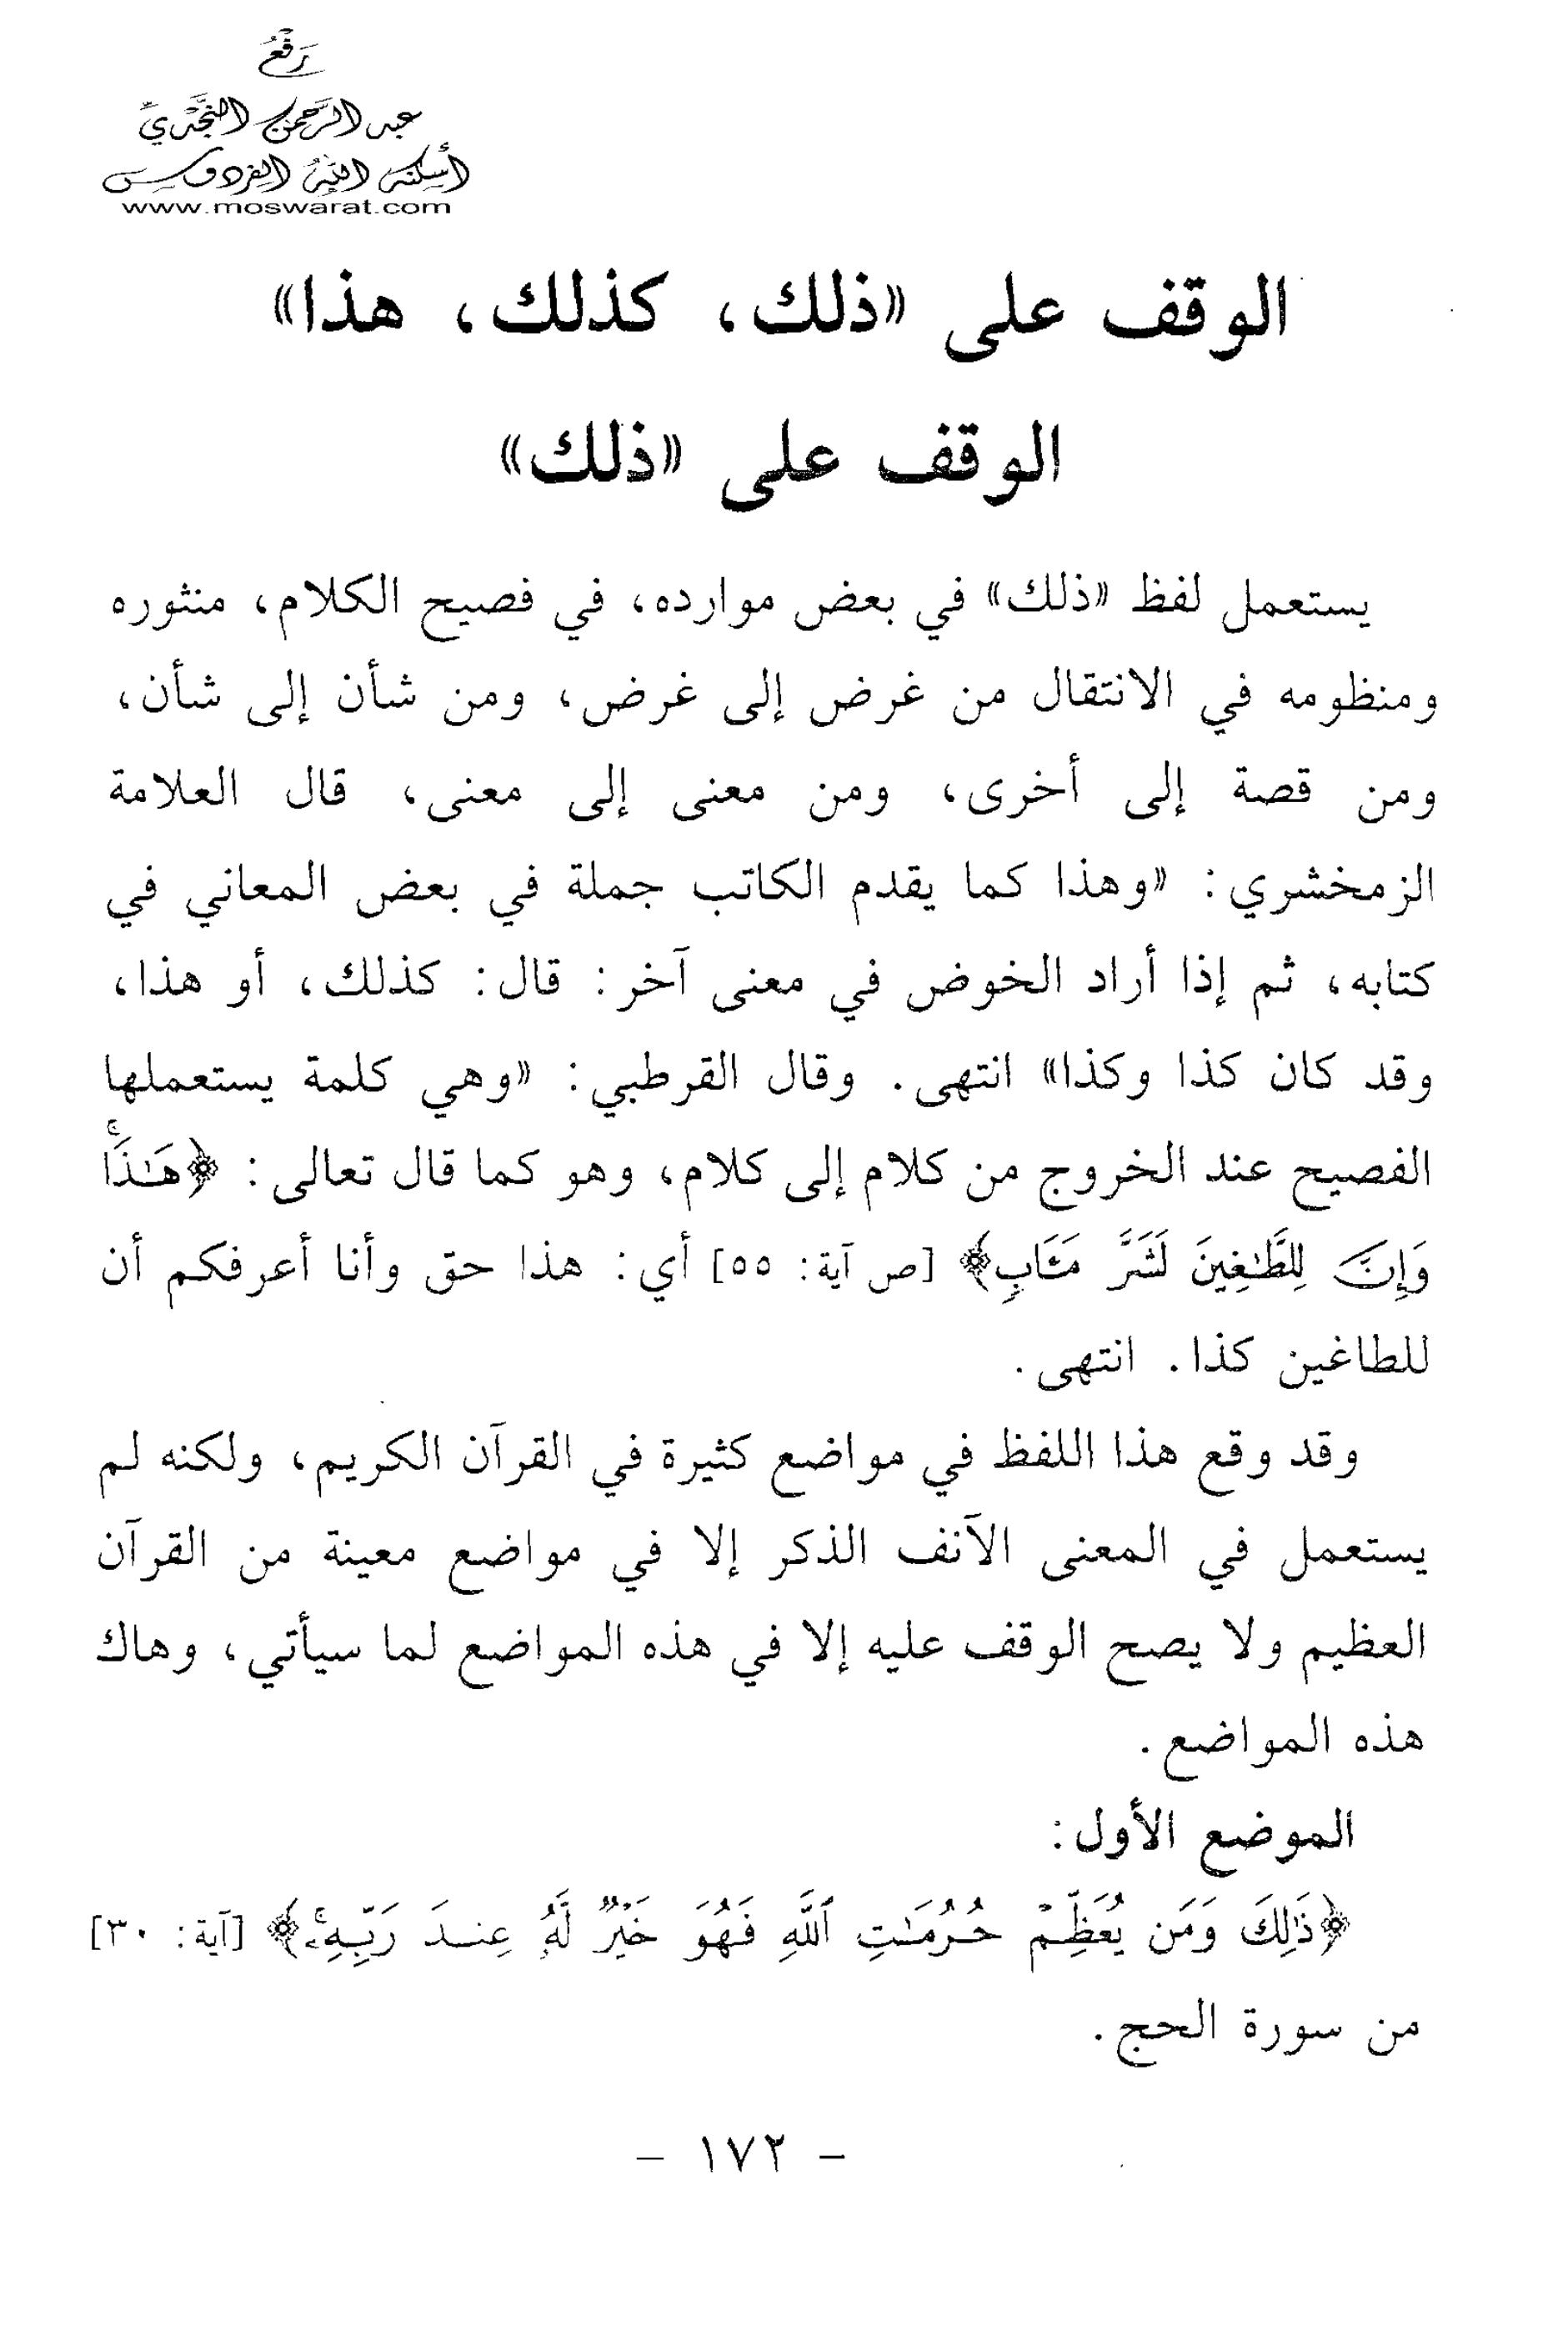 رفع
عبد الرحمن النجدي
أسكنه الله الفردوس
www.moswarat.com
الوقف على «ذلك، كذلك، هذا»
الوقف على «ذلك»
يستعمل لفظ «ذلك» في بعض موارده، في فصيح الكلام، منثوره
ومنظومه في الانتقال من غرض إلى غرض، ومن شأن إلى شأن،
ومن قصة إلى أخرى، ومن معنى إلى معنى، قال العلامة
الزمخشري: «وهذا كما يقدم الكاتب جملة في بعض المعاني في
كتابه، ثم إذا أراد الخوض في معنى آخر: قال: كذلك، أو هذا،
وقد كان كذا وكذا» انتهى. وقال القرطبي: «وهي كلمة يستعملها
الفصيح عند الخروج من كلام إلى كلام، وهو كما قال تعالى: ﴿هَٰذَاۚ
وَإِنَّ لِلطَّٰغِينَ لَشَرَّ مَـَٔابٍ﴾ [ص آية: ٥٥] أي: هذا حق وأنا أعرفكم أن
للطاغين كذا. انتهى.
وقد وقع هذا اللفظ في مواضع كثيرة في القرآن الكريم، ولكنه لم
يستعمل في المعنى الآنف الذكر إلا في مواضع معينة من القرآن
العظيم ولا يصح الوقف عليه إلا في هذه المواضع لما سيأتي، وهاك
هذه المواضع.
الموضع الأول:
﴿ذَٰلِكَ وَمَن يُعَظِّمْ حُرُمَٰتِ ٱللَّهِ فَهُوَ خَيْرٌ لَّهُۥ عِندَ رَبِّهِۦۚ﴾ [آية: ٣٠]
من سورة الحج.
- ١٧٢ -